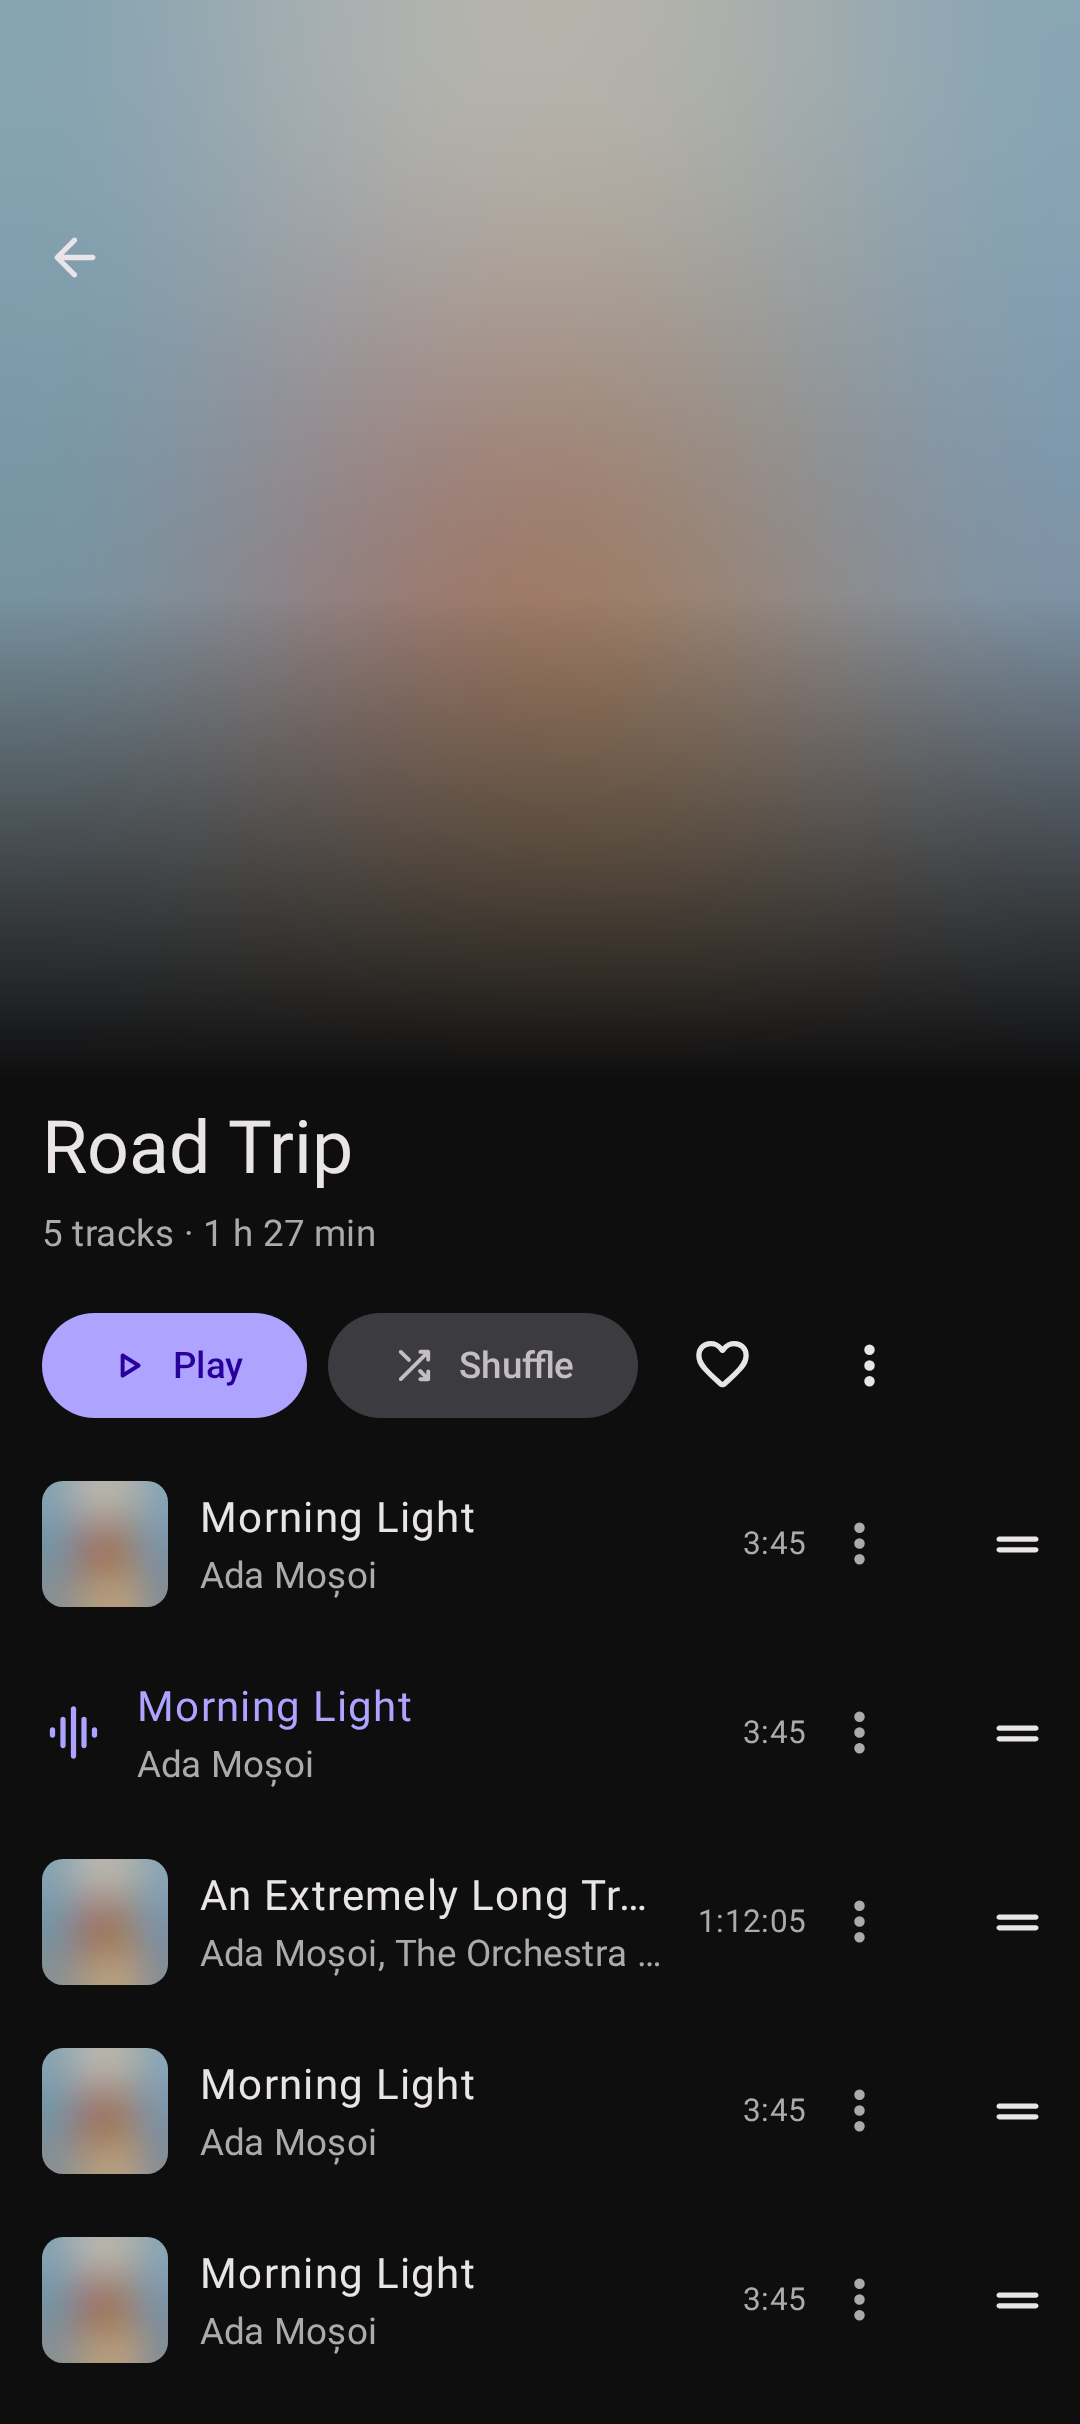 Road Trip
5 tracks · 1 h 27 min
Play
Shuffle
Morning Light
Ada Moșoi
3:45
Morning Light
Ada Moșoi
3:45
An Extremely Long Tr…
Ada Moșoi, The Orchestra …
1:12:05
Morning Light
Ada Moșoi
3:45
Morning Light
Ada Moșoi
3:45